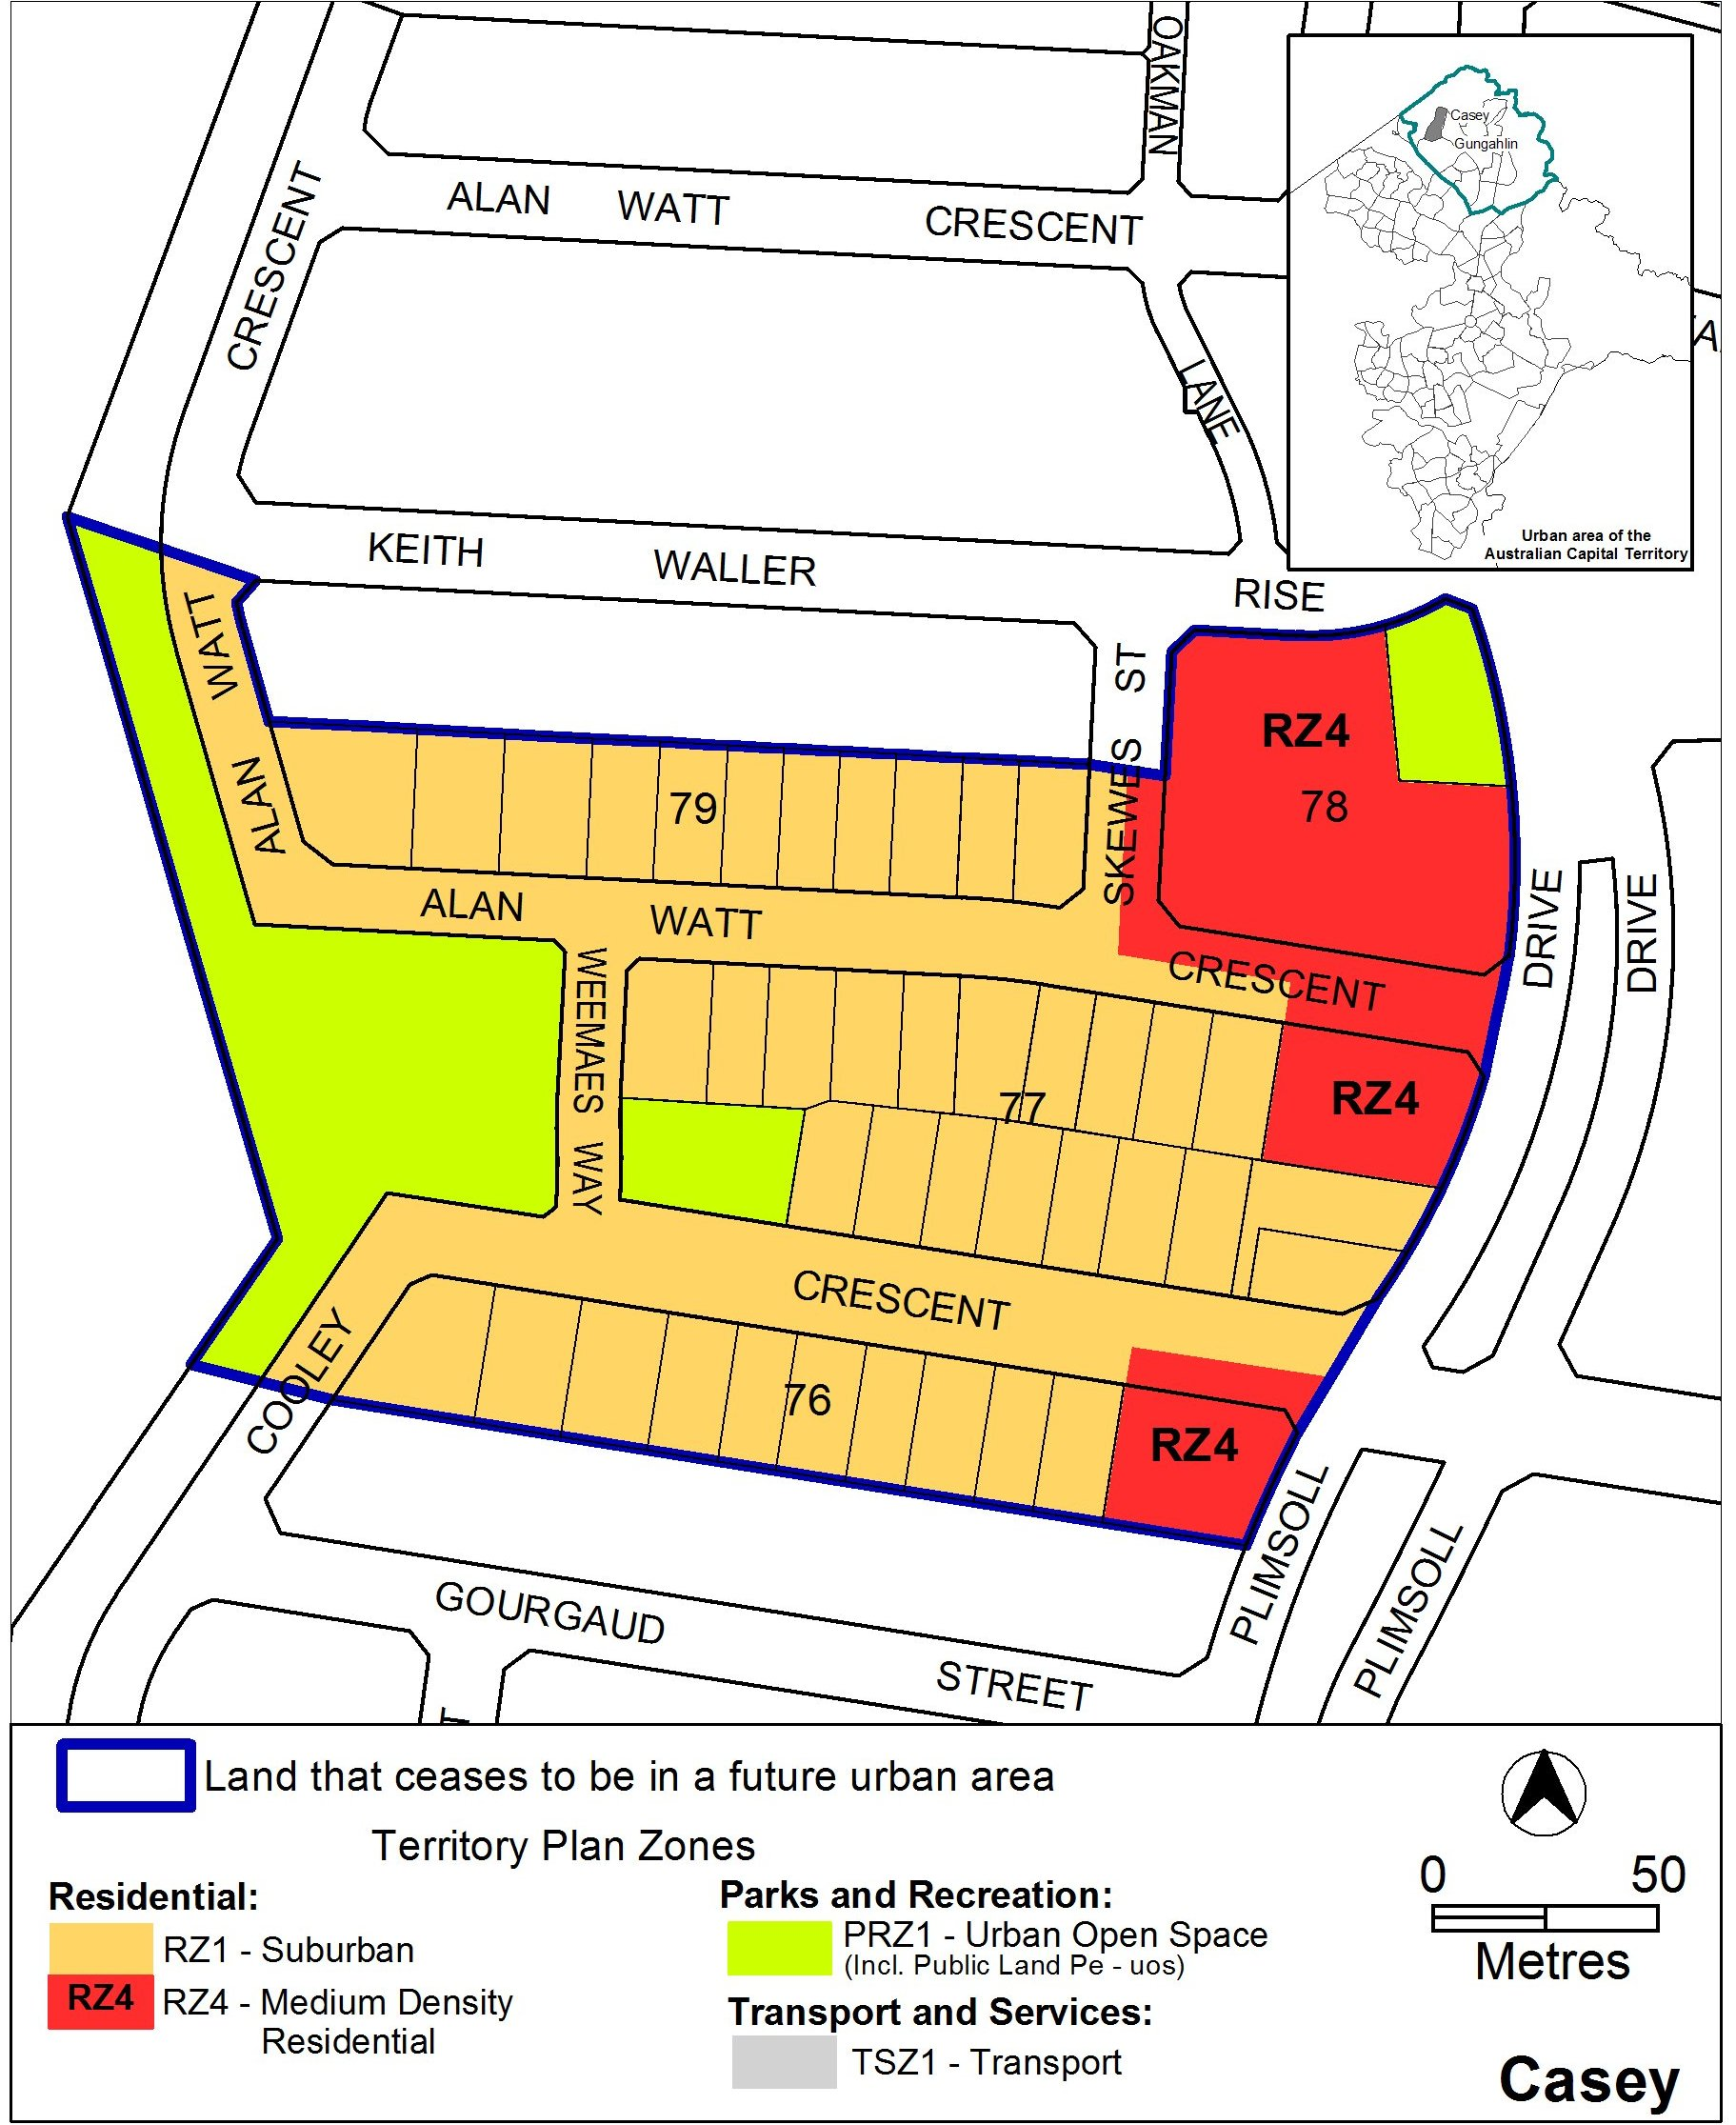 OAKMAN
Casey
Gungahlin
CRESCENT
ALAN WATT CRESCENT
LANE
Urban area of the
Australian Capital Territory
KEITH WALLER RISE
WATT
ALAN
SKEWES ST
RZ4
78
79
ALAN WATT CRESCENT
DRIVE
DRIVE
WEEMAES WAY
77
RZ4
CRESCENT
COOLEY
76
RZ4
PLIMSOLL
PLIMSOLL
GOURGAUD STREET
Land that ceases to be in a future urban area
Territory Plan Zones
Residential:
RZ1 - Suburban
RZ4 RZ4 - Medium Density
Residential
Parks and Recreation:
PRZ1 - Urban Open Space
(Incl. Public Land Pe - uos)
Transport and Services:
TSZ1 - Transport
0 50
Metres
Casey